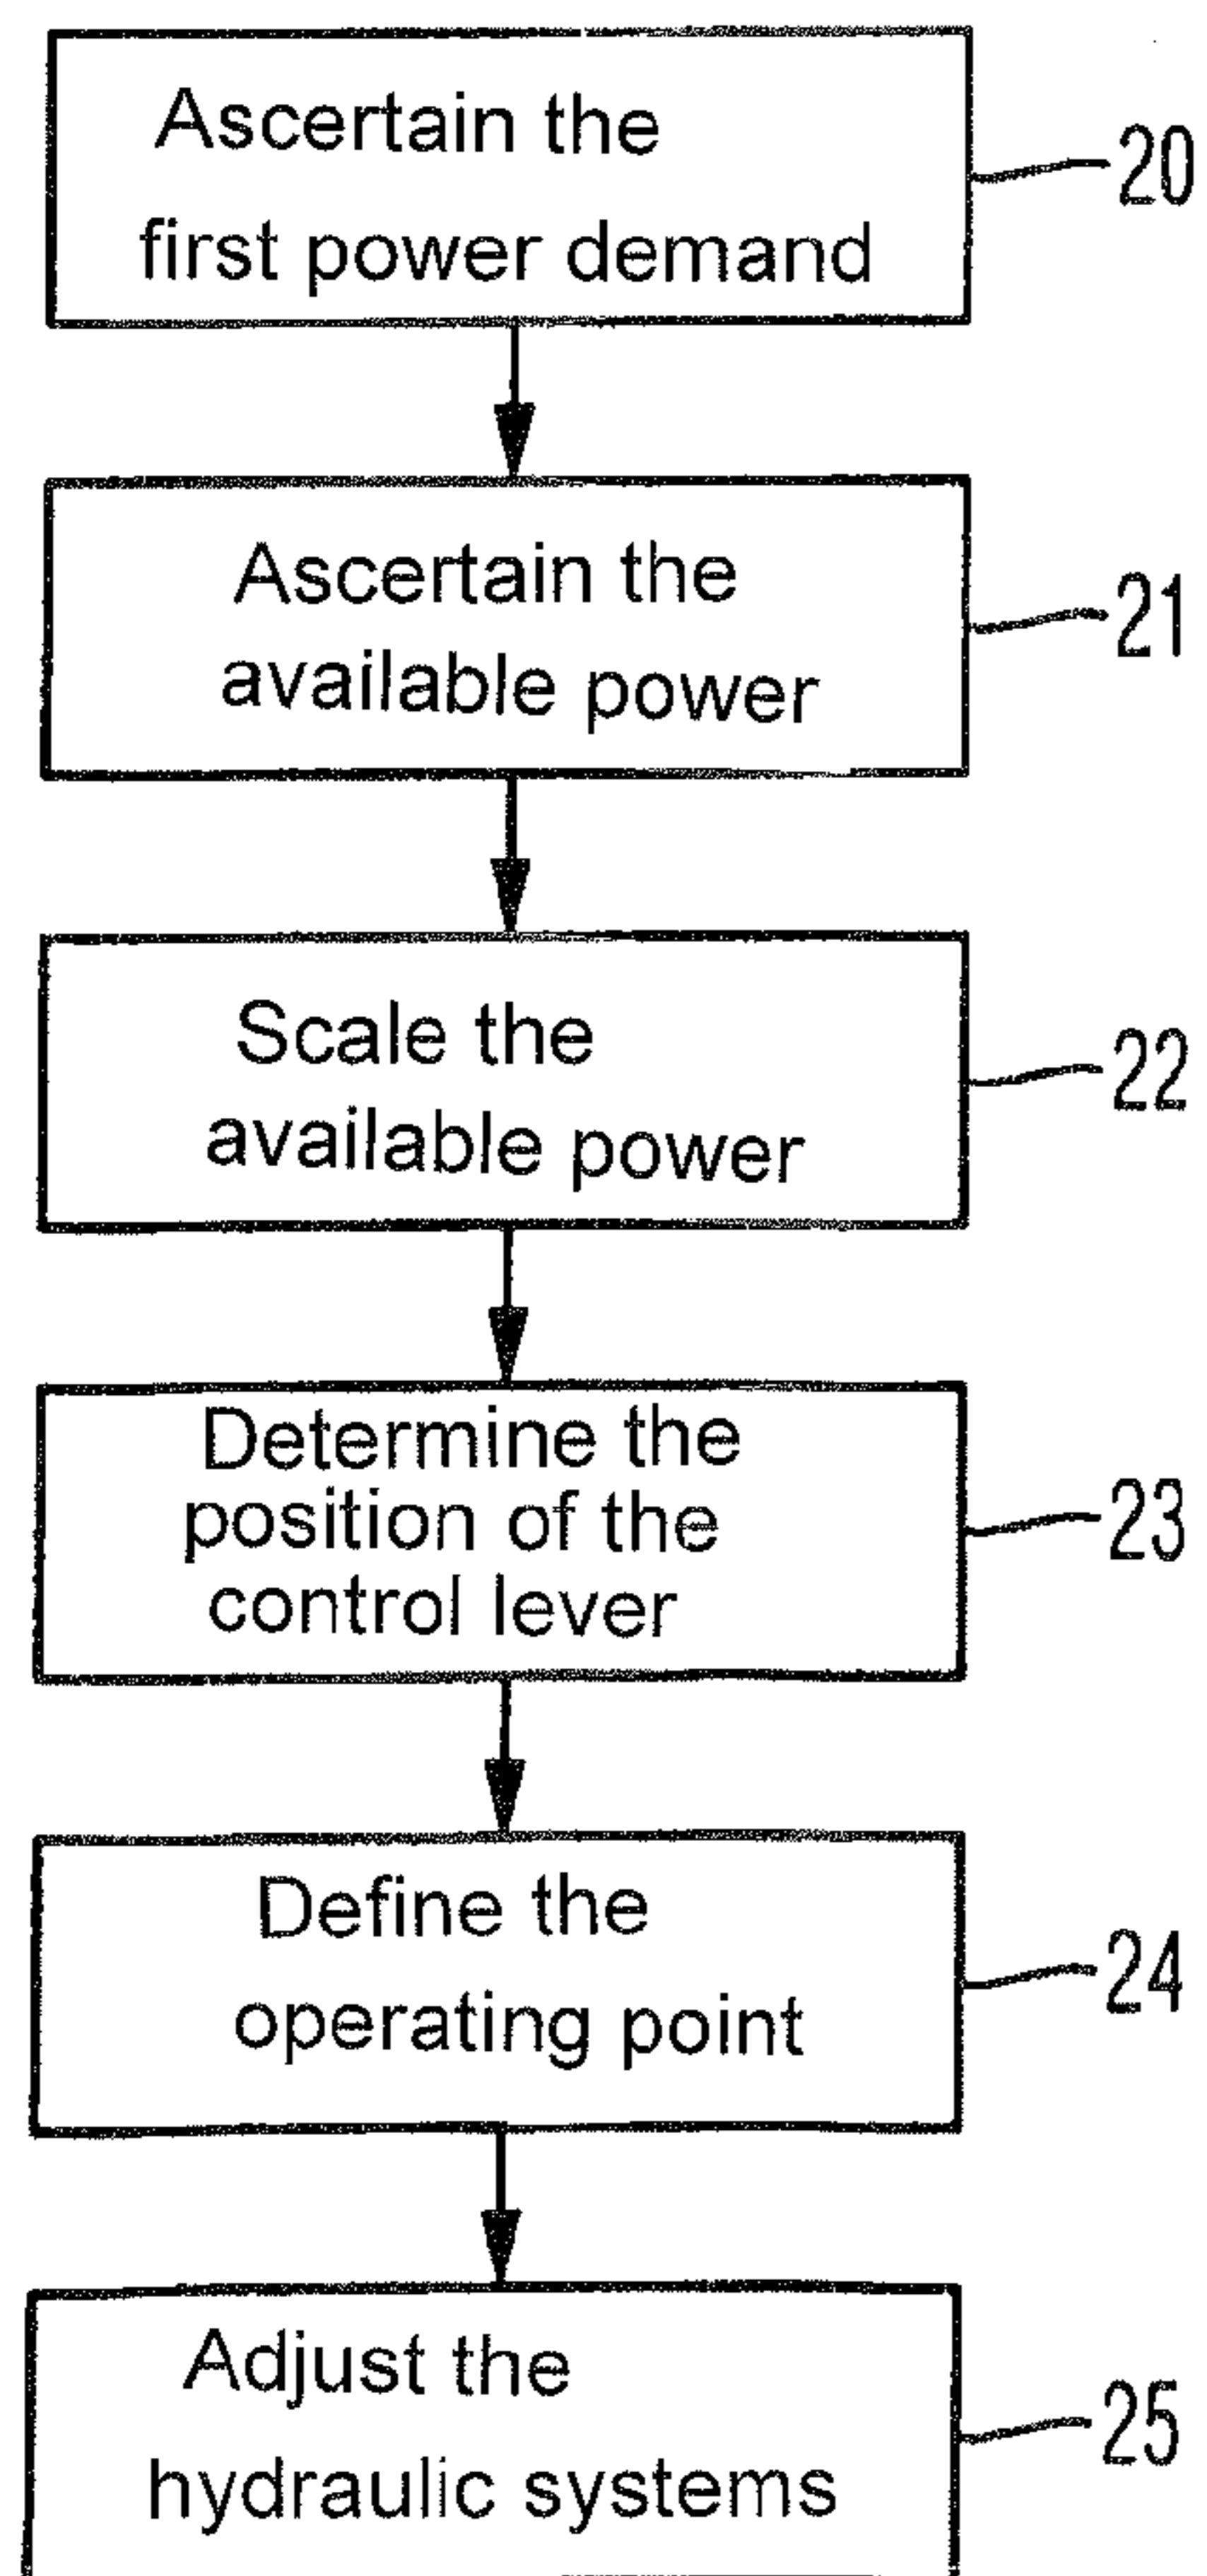 Ascertain the
first power demand
20
Ascertain the
available power
21
Scale the
available power
22
Determine the
position of the
control lever
23
Define the
operating point
24
Adjust the
hydraulic systems
25